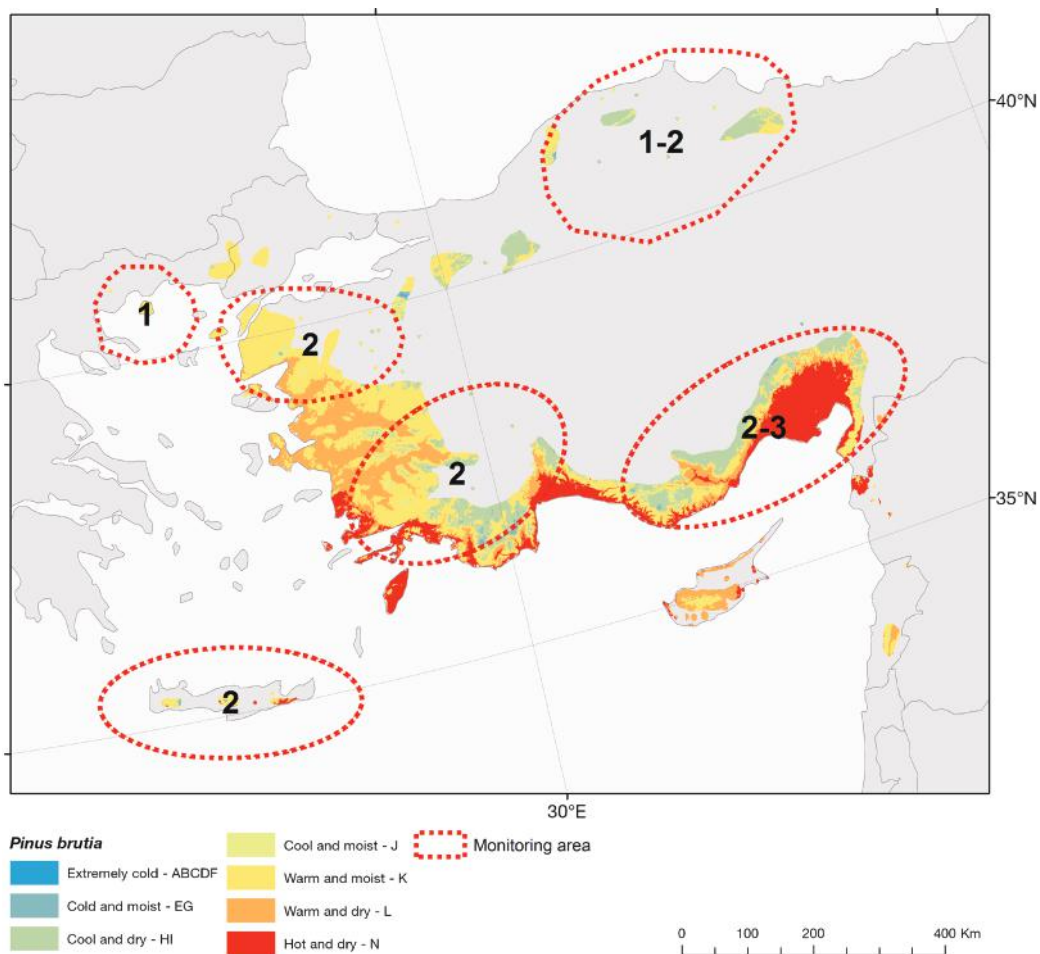 40°N
1-2
1
2
2
2-3
35°N
2
30°E
Pinus brutia
Extremely cold - ABCDF
Cold and moist - EG
Cool and dry - HI
Cool and moist - J
Warm and moist - K
Warm and dry - L
Hot and dry - N
Monitoring area
0 100 200 400 Km